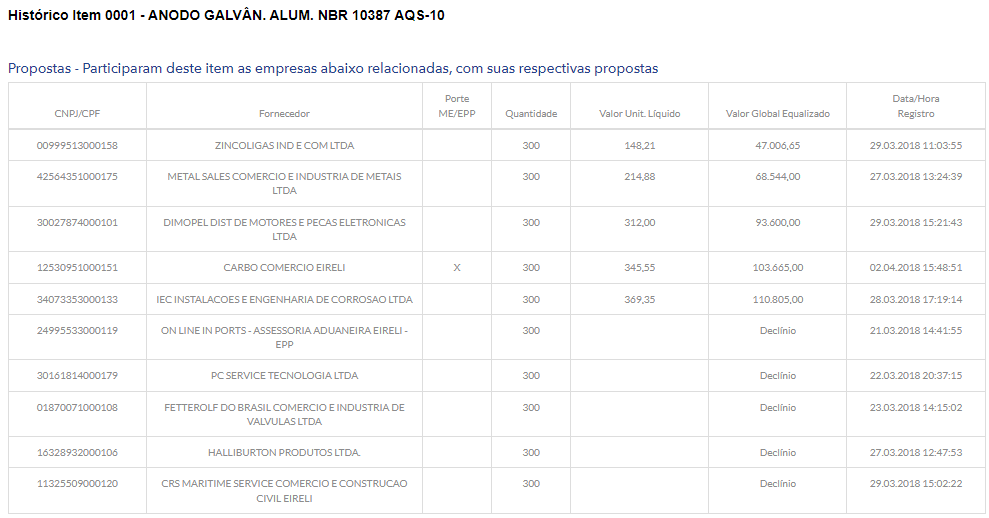 Histórico Item 0001 - ANODO GALVÂN. ALUM. NBR 10387 AQS-10
Propostas - Participaram deste item as empresas abaixo relacionadas, com suas respectivas propostas
CNPJ/CPF Fornecedor Porte ME/EPP Quantidade Valor Unit. Líquido Valor Global Equalizado Data/Hora Registro
00999513000158 ZINCOLIGAS IND E COM LTDA 300 148,21 47.006,65 29.03.2018 11:03:55
42564351000175 METAL SALES COMERCIO E INDUSTRIA DE METAIS LTDA 300 214,88 68.544,00 27.03.2018 13:24:39
30027874000101 DIMOPEL DIST DE MOTORES E PECAS ELETRONICAS LTDA 300 312,00 93.600,00 29.03.2018 15:21:43
12530951000151 CARBO COMERCIO EIRELI X 300 345,55 103.665,00 02.04.2018 15:48:51
34073353000133 IEC INSTALACOES E ENGENHARIA DE CORROSAO LTDA 300 369,35 110.805,00 28.03.2018 17:19:14
24995533000119 ON LINE IN PORTS - ASSESSORIA ADUANEIRA EIRELI - EPP 300 Declínio 21.03.2018 14:41:55
30161814000179 PC SERVICE TECNOLOGIA LTDA 300 Declínio 22.03.2018 20:37:15
01870071000108 FETTEROLF DO BRASIL COMERCIO E INDUSTRIA DE VALVULAS LTDA 300 Declínio 23.03.2018 14:15:02
16328932000106 HALLIBURTON PRODUTOS LTDA. 300 Declínio 27.03.2018 12:47:53
11325509000120 CRS MARITIME SERVICE COMERCIO E CONSTRUCAO CIVIL EIRELI 300 Declínio 29.03.2018 15:02:22